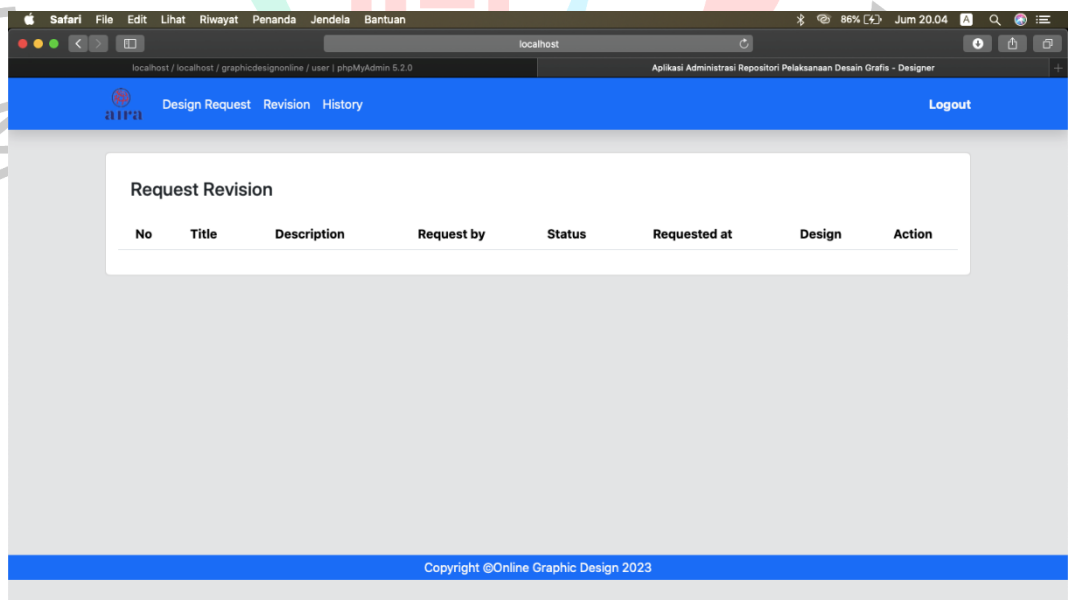 Safari File Edit Lihat Riwayat Penanda Jendela Bantuan 86% Jum 20.04 A
localhost
localhost / localhost / graphicdesignonline / user | phpMyAdmin 5.2.0 Aplikasi Administrasi Repositori Pelaksanaan Desain Grafis - Designer
aira Design Request Revision History Logout
Request Revision
No Title Description Request by Status Requested at Design Action
Copyright ©Online Graphic Design 2023